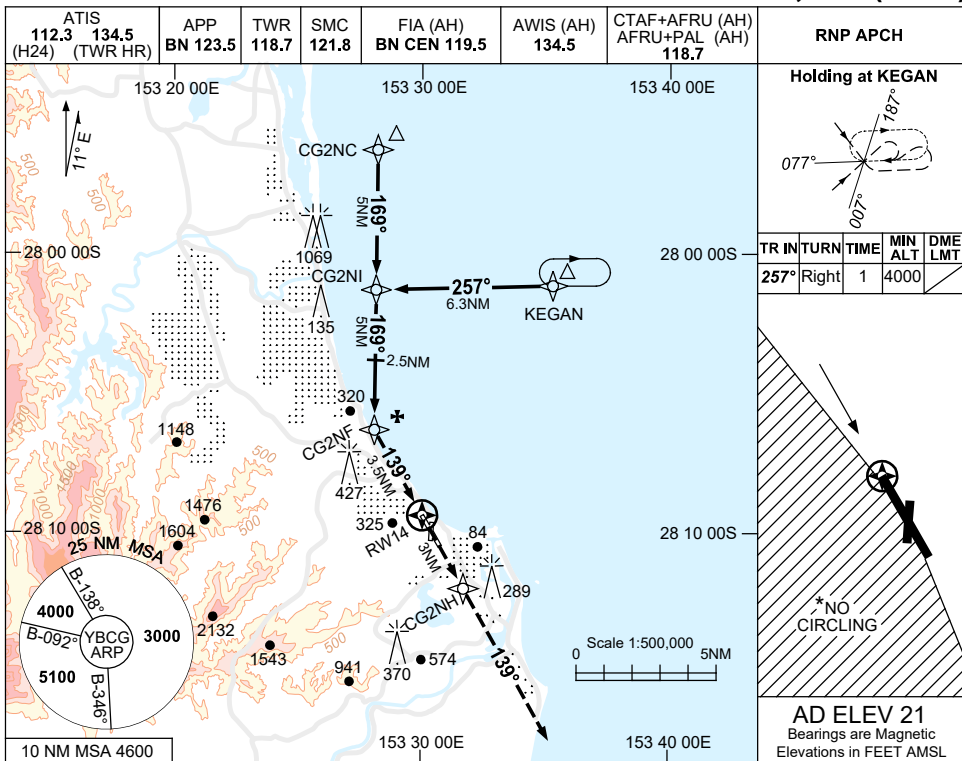 ATIS
112.3 134.5
(H24) (TWR HR)
APP
BN 123.5
TWR
118.7
SMC
121.8
FIA (AH)
BN CEN 119.5
AWIS (AH)
134.5
CTAF+AFRU (AH)
AFRU+PAL (AH)
118.7
RNP APCH
153 20 00E
153 30 00E
153 40 00E
11° E
500
500
CG2NC
169°
5NM
28 00 00S
28 00 00S
1069
CG2NI
257°
6.3NM
KEGAN
135
169°
5NM
2.5NM
1500
320
1148
CG2NF
139°
3.5NM
500
427
1500
1000
1000
500
1476
28 10 00S
1604
325
RW14
84
28 10 00S
3NM
289
CG2NH
25 NM MSA
B-138°
4000
B-092°
YBCG
ARP
3000
5100
B-346°
2132
1543
500
941
370
574
139°
Scale 1:500,000
0 5NM
10 NM MSA 4600
153 30 00E
153 40 00E
Holding at KEGAN
187°
077°
007°
TR IN TURN TIME MIN ALT DME LMT
257° Right 1 4000
*NO
CIRCLING
AD ELEV 21
Bearings are Magnetic
Elevations in FEET AMSL